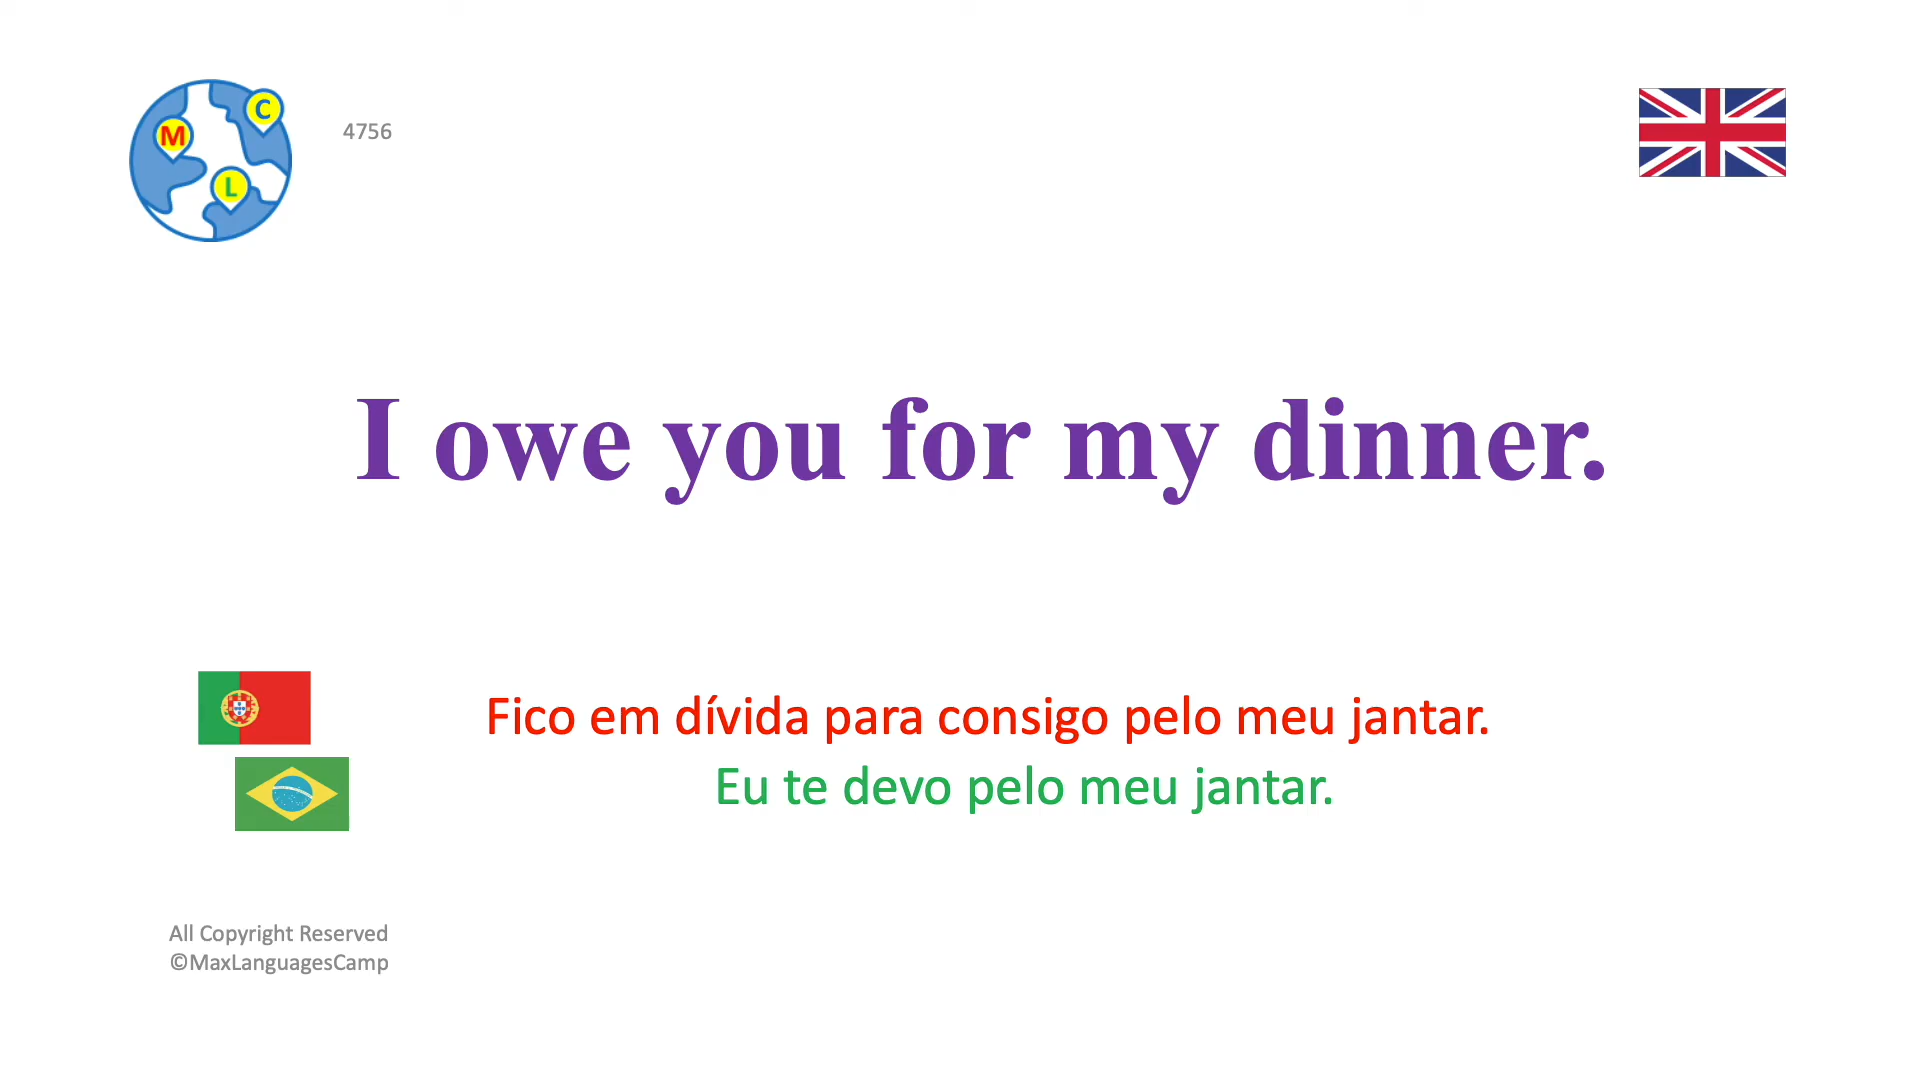 C
M
L
4756
I owe you for my dinner.
Fico em dívida para consigo pelo meu jantar.
Eu te devo pelo meu jantar.
All Copyright Reserved
©MaxLanguagesCamp